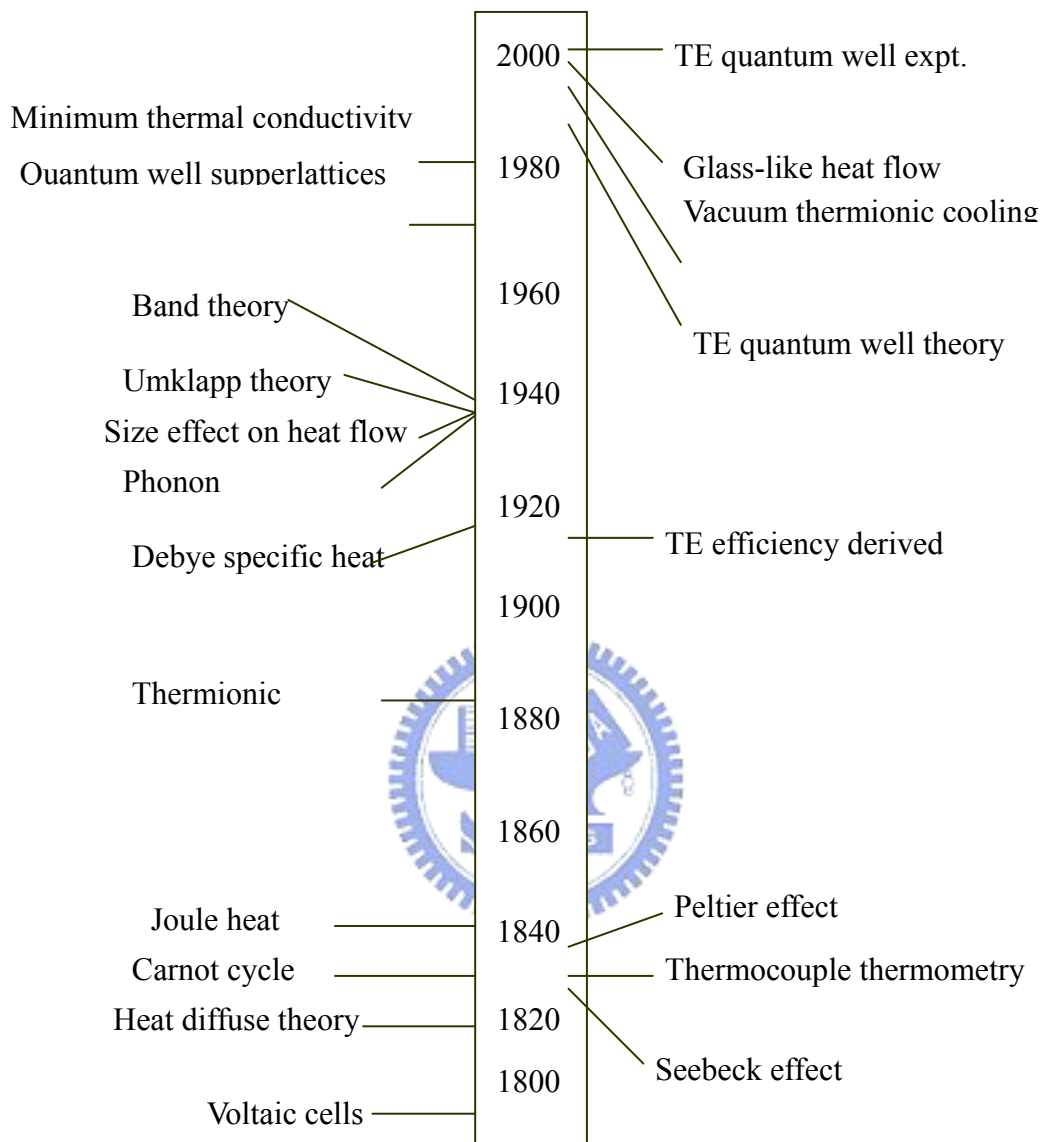 2000
TE quantum well expt.
Minimum thermal conductivity
1980
Glass-like heat flow
Quantum well supperlattices
Vacuum thermionic cooling
1960
Band theory
TE quantum well theory
Umklapp theory
1940
Size effect on heat flow
Phonon
1920
TE efficiency derived
Debye specific heat
1900
Thermionic
1880
1860
Peltier effect
Joule heat
1840
Carnot cycle
Thermocouple thermometry
Heat diffuse theory
1820
Seebeck effect
1800
Voltaic cells